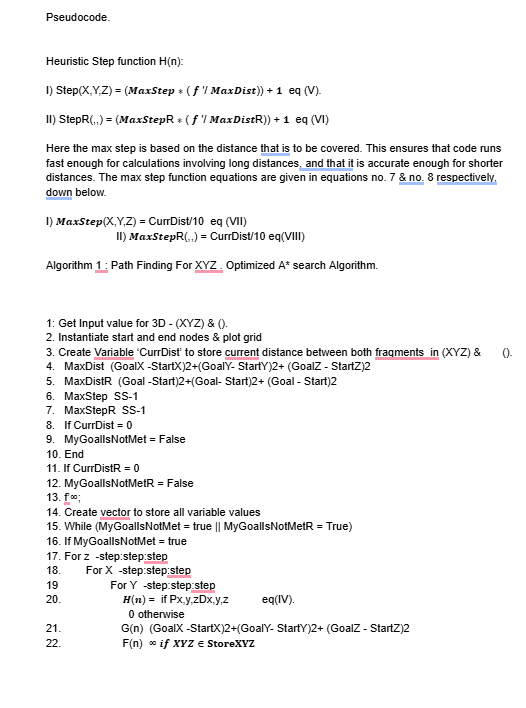 Pseudocode.
Heuristic Step function H(n):
I) Step(X,Y,Z) = (MaxStep * ( f '/ MaxDist)) + 1 eq (V).
II) StepR(,,) = (MaxStepR * ( f '/ MaxDistR)) + 1 eq (VI)
Here the max step is based on the distance that is to be covered. This ensures that code runs
fast enough for calculations involving long distances, and that it is accurate enough for shorter
distances. The max step function equations are given in equations no. 7 & no. 8 respectively,
down below.
I) MaxStep(X,Y,Z) = CurrDist/10 eq (VII)
II) MaxStepR(,,) = CurrDist/10 eq(VIII)
Algorithm 1 : Path Finding For XYZ . Optimized A* search Algorithm.
1: Get Input value for 3D - (XYZ) & ().
2. Instantiate start and end nodes & plot grid
3. Create Variable 'CurrDist' to store current distance between both fragments in (XYZ) & ().
4. MaxDist (GoalX -StartX)2+(GoalY- StartY)2+ (GoalZ - StartZ)2
5. MaxDistR (Goal -Start)2+(Goal- Start)2+ (Goal - Start)2
6. MaxStep SS-1
7. MaxStepR SS-1
8. If CurrDist = 0
9. MyGoalIsNotMet = False
10. End
11. If CurrDistR = 0
12. MyGoalIsNotMetR = False
13. f'∞;
14. Create vector to store all variable values
15. While (MyGoalIsNotMet = true || MyGoalIsNotMetR = True)
16. If MyGoalIsNotMet = true
17. For z -step:step:step
18. For X -step:step:step
19 For Y -step:step:step
20. H(n) = if Px,y,zDx,y,z eq(IV).
0 otherwise
21. G(n) (GoalX -StartX)2+(GoalY- StartY)2+ (GoalZ - StartZ)2
22. F(n) ∞ if XYZ ∈ StoreXYZ